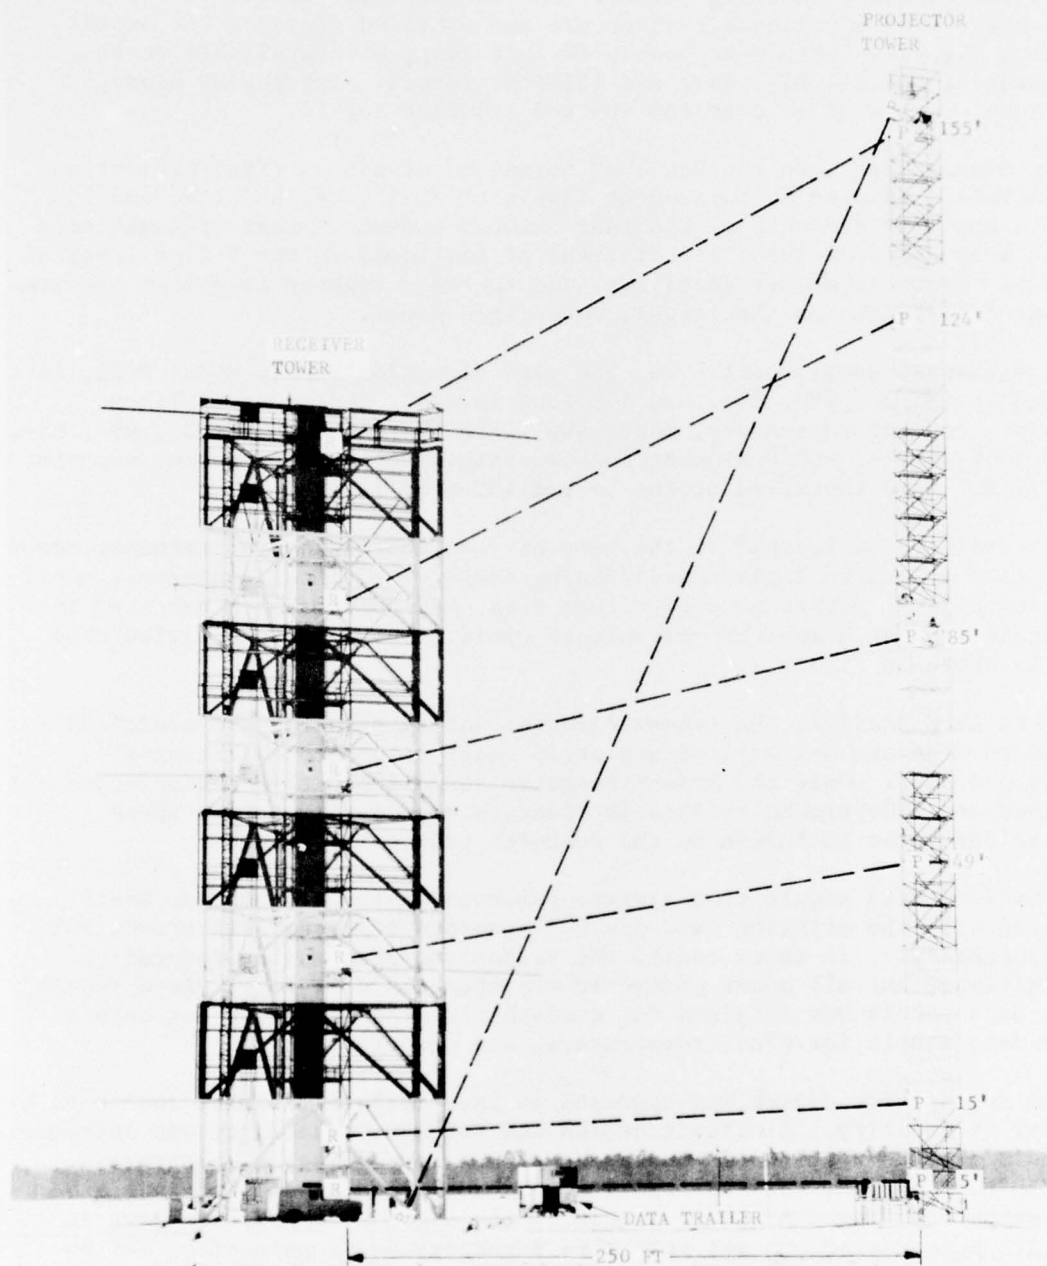 PROJECTOR
TOWER
R
P 155'
P 124'
RECEIVER
TOWER
P 85'
P 49'
R
P 15'
R
P 5'
R
DATA TRAILER
250 FT